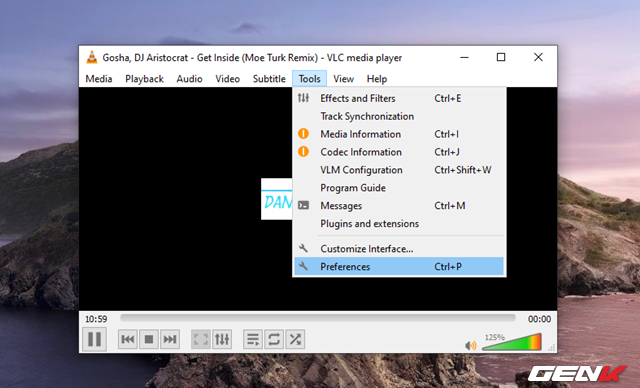 Gosha, DJ Aristocrat - Get Inside (Moe Turk Remix) - VLC media player
Media Playback Audio Video Subtitle Tools View Help
Effects and Filters Ctrl+E
Track Synchronization
Media Information Ctrl+I
Codec Information Ctrl+J
VLM Configuration Ctrl+Shift+W
Program Guide
Messages Ctrl+M
Plugins and extensions
Customize Interface...
Preferences Ctrl+P
10:59 00:00
125%
GENK